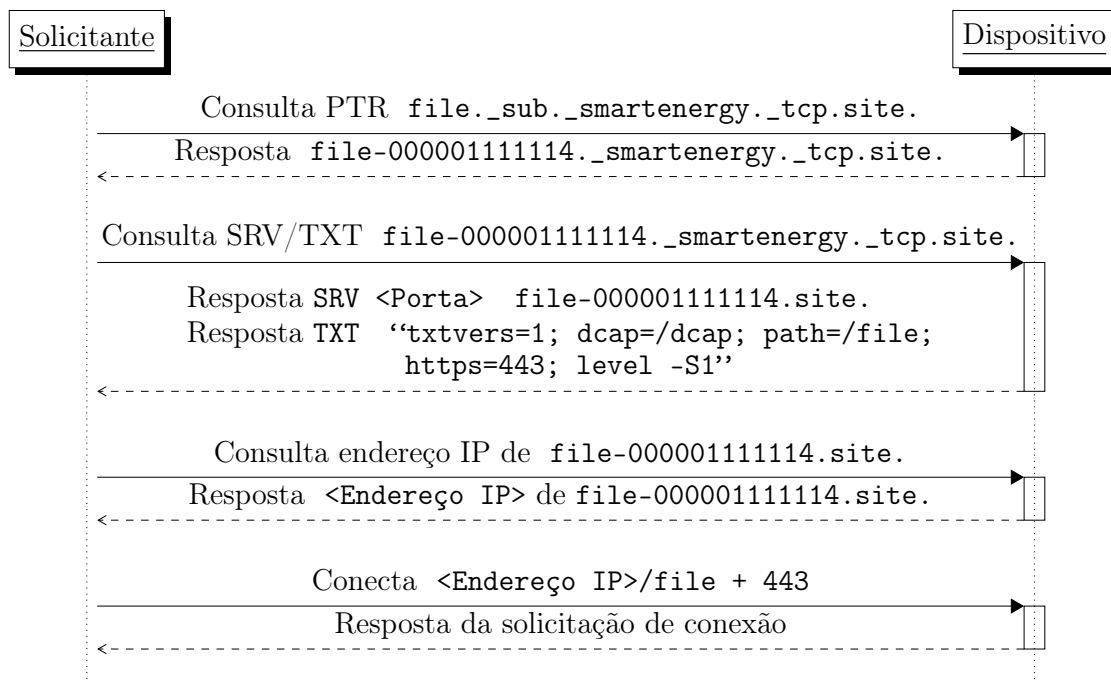 Solicitante
Dispositivo
Consulta PTR file._sub._smartenergy._tcp.site.
Resposta file-000001111114._smartenergy._tcp.site.
Consulta SRV/TXT file-000001111114._smartenergy._tcp.site.
Resposta SRV <Porta> file-000001111114.site.
Resposta TXT “txtvers=1; dcap=/dcap; path=/file;
https=443; level -S1”
Consulta endereço IP de file-000001111114.site.
Resposta <Endereço IP> de file-000001111114.site.
Conecta <Endereço IP>/file + 443
Resposta da solicitação de conexão